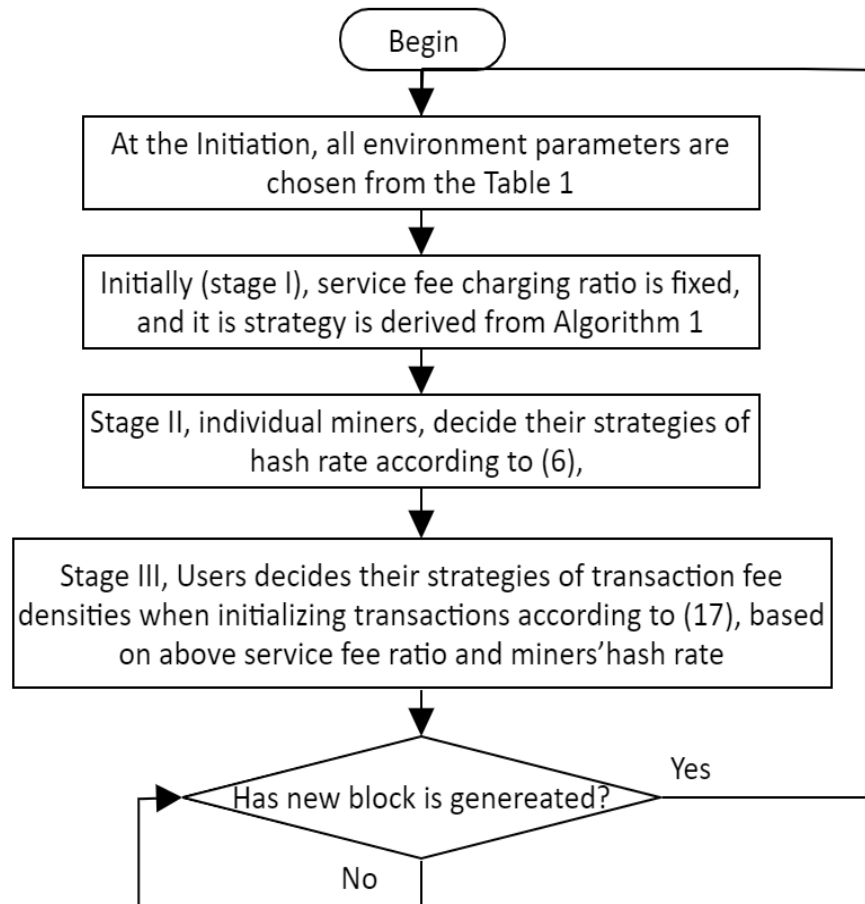 Begin
At the Initiation, all environment parameters are
chosen from the Table 1
Initially (stage I), service fee charging ratio is fixed,
and it is strategy is derived from Algorithm 1
Stage II, individual miners, decide their strategies of
hash rate according to (6),
Stage III, Users decides their strategies of transaction fee
densities when initializing transactions according to (17), based
on above service fee ratio and miners'hash rate
Yes
Has new block is genereated?
No